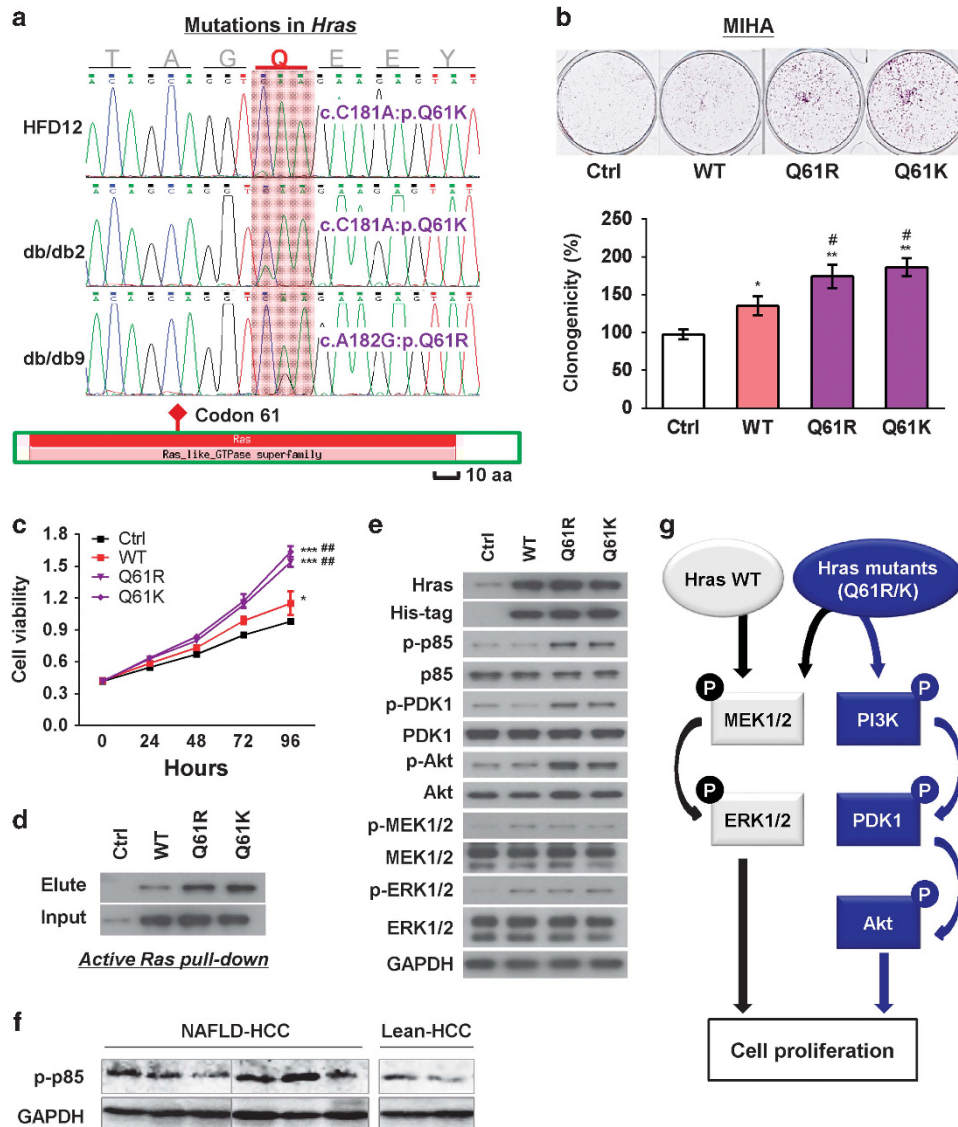 a
Mutations in Hras
T A G Q E E Y
A C A G C A G G T C A A G A A G A G T A T
HFD12
c.C181A:p.Q61K
db/db2
c.C181A:p.Q61K
db/db9
c.A182G:p.Q61R
Codon 61
Ras
Ras_like_GTPase superfamily
10 aa
b
MIHA
Ctrl WT Q61R Q61K
Clonogenicity (%)
250
200
150
100
50
0
*
#
**
#
**
Ctrl WT Q61R Q61K
c
Cell viability
1.8
1.5
1.2
0.9
0.6
0.3
0.0
Ctrl
WT
Q61R
Q61K
*** ##
*** ##
*
0 24 48 72 96
Hours
d
Ctrl WT Q61R Q61K
Elute
Input
Active Ras pull-down
e
Ctrl WT Q61R Q61K
Hras
His-tag
p-p85
p85
p-PDK1
PDK1
p-Akt
Akt
p-MEK1/2
MEK1/2
p-ERK1/2
ERK1/2
GAPDH
f
NAFLD-HCC Lean-HCC
p-p85
GAPDH
g
Hras WT
Hras mutants
(Q61R/K)
P
MEK1/2
P
PI3K
P
ERK1/2
P
PDK1
P
Akt
Cell proliferation